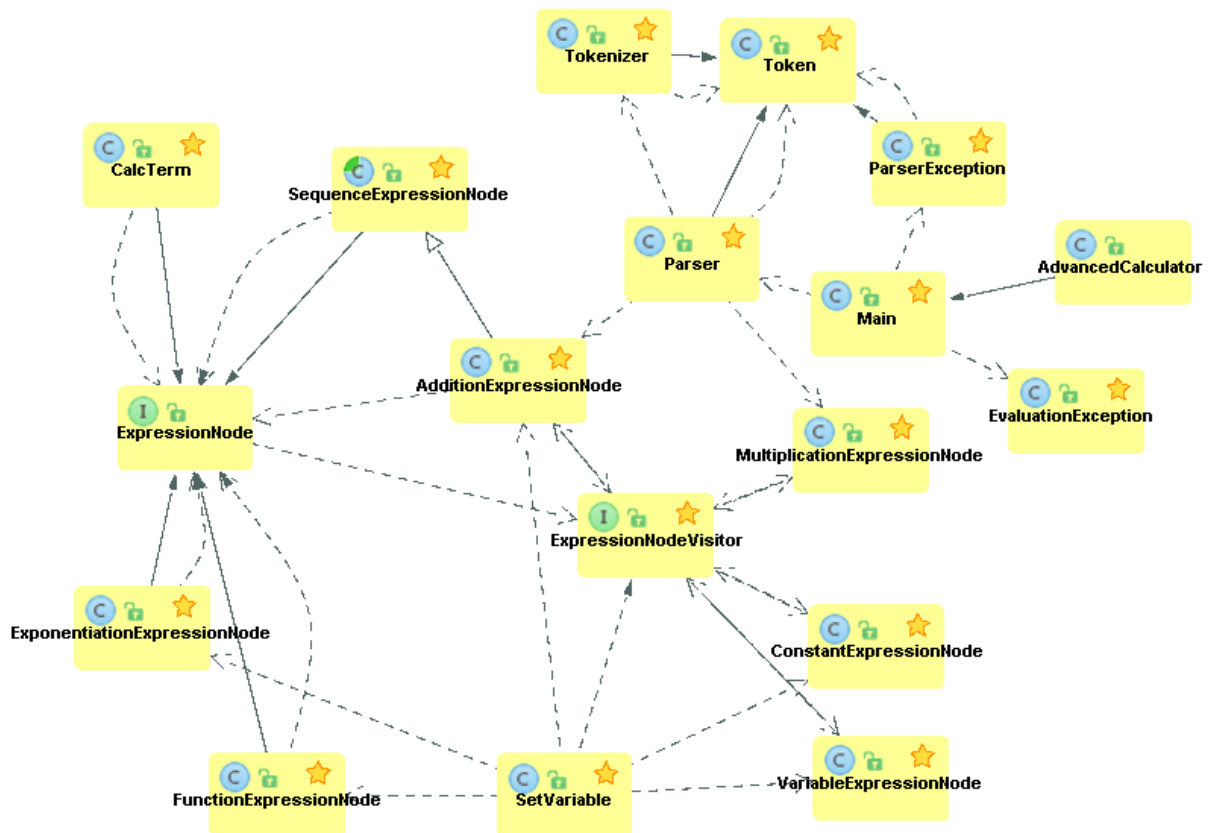 Tokenizer
Token
CalcTerm
SequenceExpressionNode
ParserException
Parser
AdvancedCalculator
Main
AdditionExpressionNode
EvaluationException
ExpressionNode
MultiplicationExpressionNode
ExpressionNodeVisitor
ExponentiationExpressionNode
ConstantExpressionNode
FunctionExpressionNode
SetVariable
VariableExpressionNode